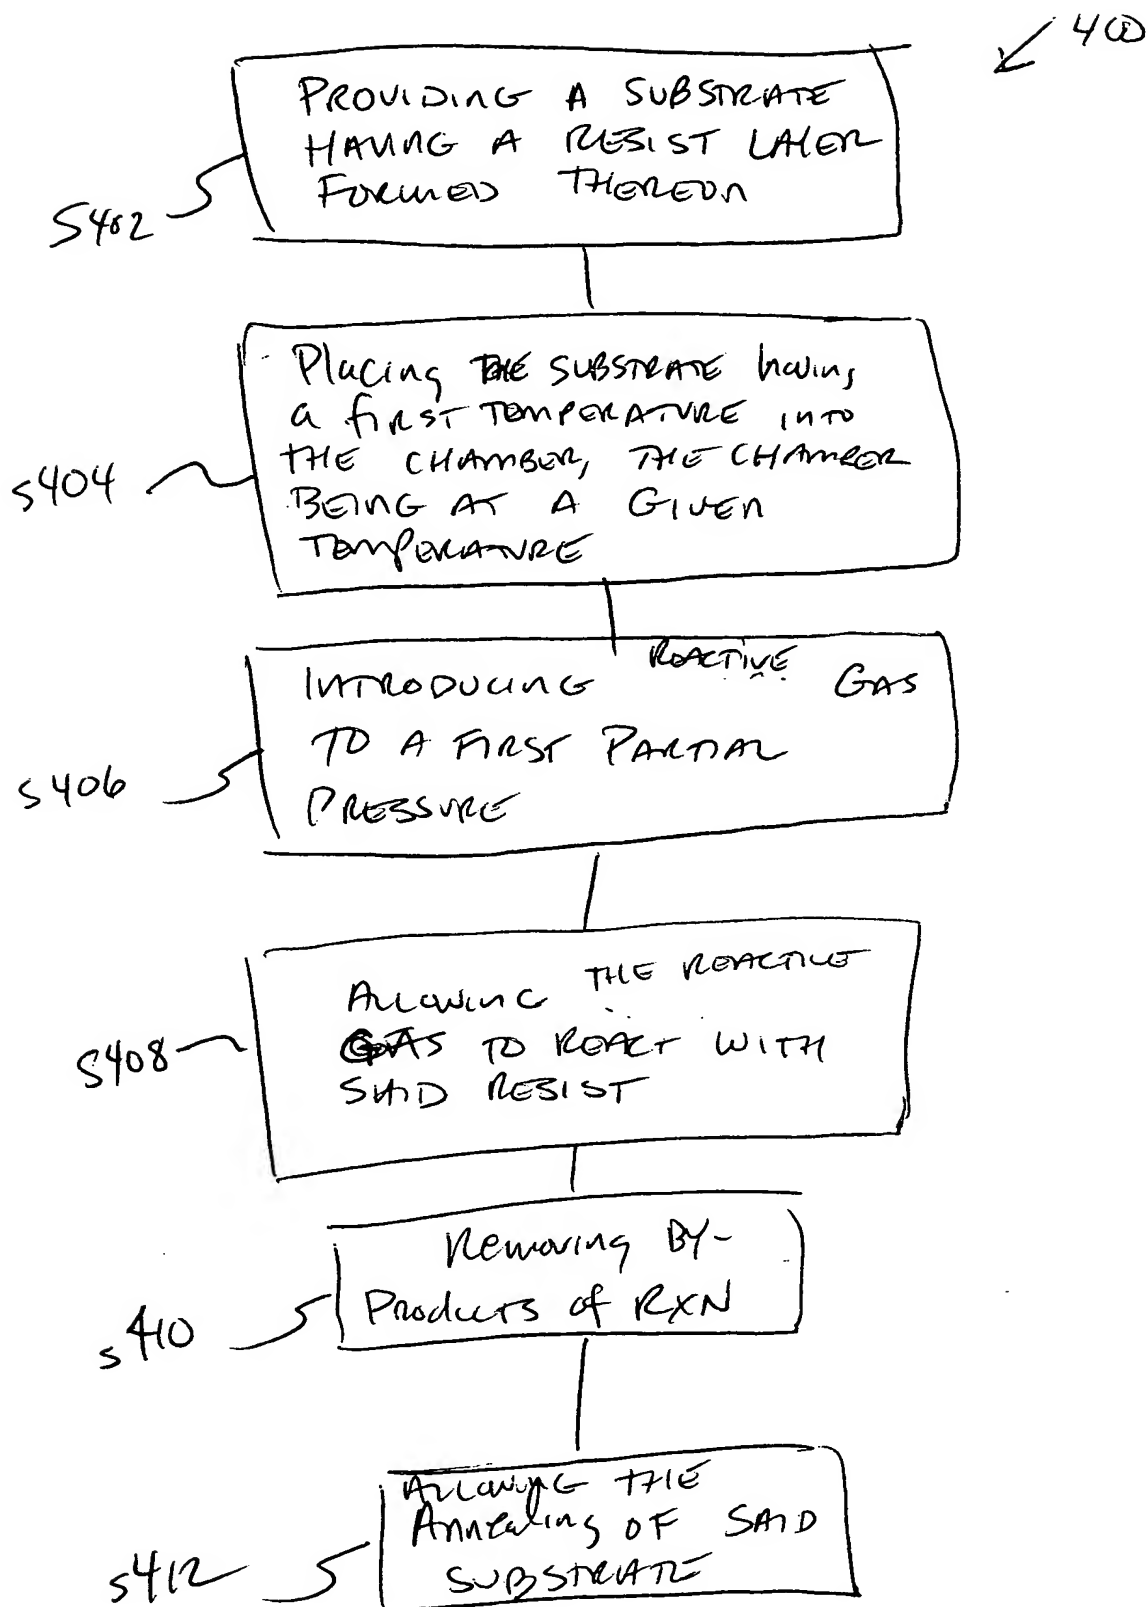 400
PROVIDING A SUBSTRATE
HAVING A RESIST LAYER
FORMED THEREON
S402
Placing THE SUBSTRATE having
a first TEMPERATURE INTO
THE CHAMBER, THE CHAMBER
BEING AT A GIVEN
TEMPERATURE
S404
INTRODUCING REACTIVE GAS
TO A FIRST PARTIAL
PRESSURE
S406
ALLOWING THE REACTIVE
GAS TO REACT WITH
SAID RESIST
S408
Removing BY-
Products of RXN
S410
ALLOWING THE
Annealing OF SAID
SUBSTRATE
S412